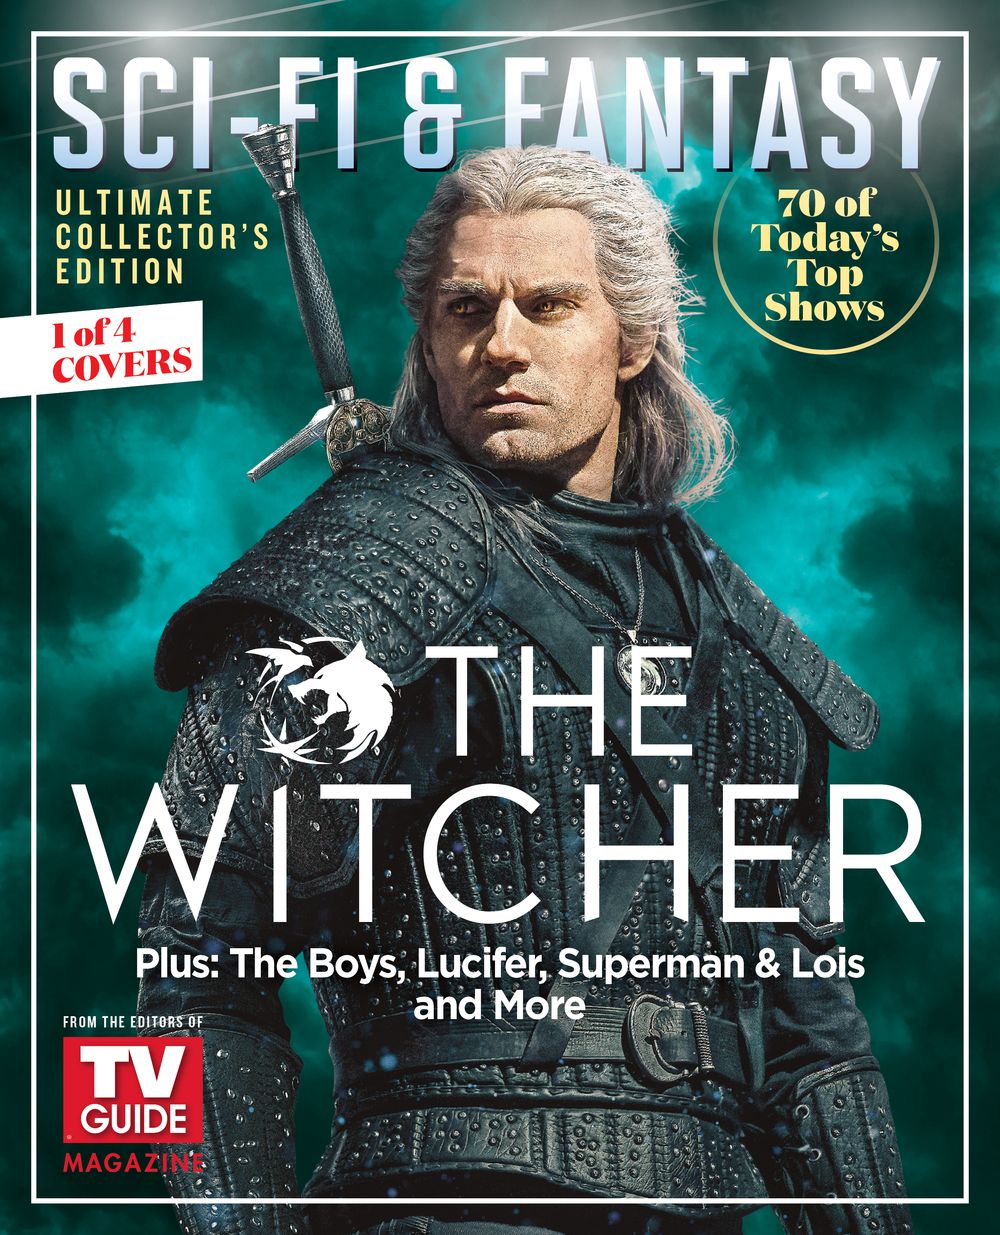 SCI-FI & FANTASY
ULTIMATE
COLLECTOR'S
EDITION
1 of 4
COVERS
70 of
Today's
Top
Shows
THE
WITCHER
Plus: The Boys, Lucifer, Superman & Lois
and More
FROM THE EDITORS OF
TV
GUIDE
MAGAZINE